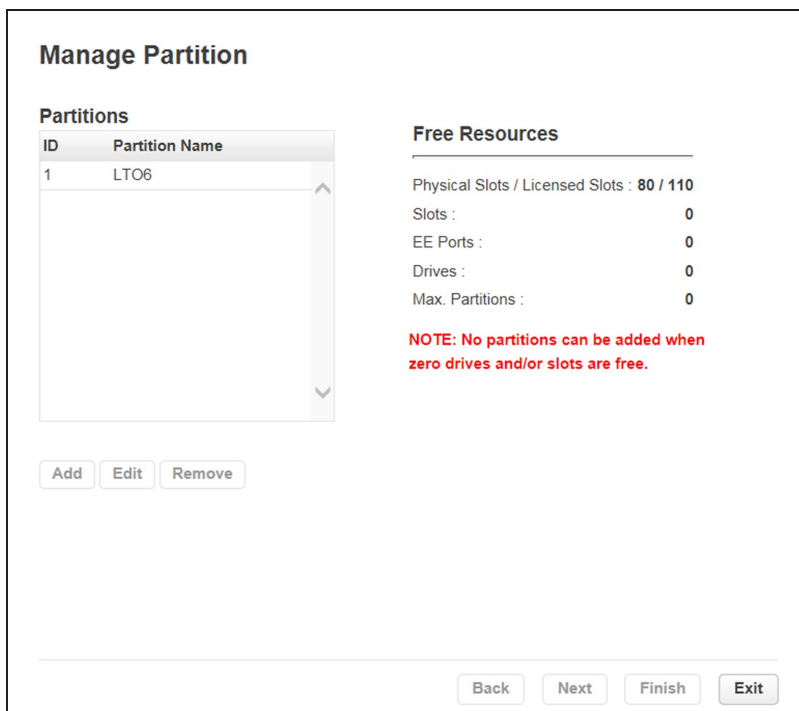 Manage Partition
Partitions
ID Partition Name
1 LTO6
Free Resources
Physical Slots / Licensed Slots : 80 / 110
Slots : 0
EE Ports : 0
Drives : 0
Max. Partitions : 0
NOTE: No partitions can be added when
zero drives and/or slots are free.
Add Edit Remove
Back Next Finish Exit